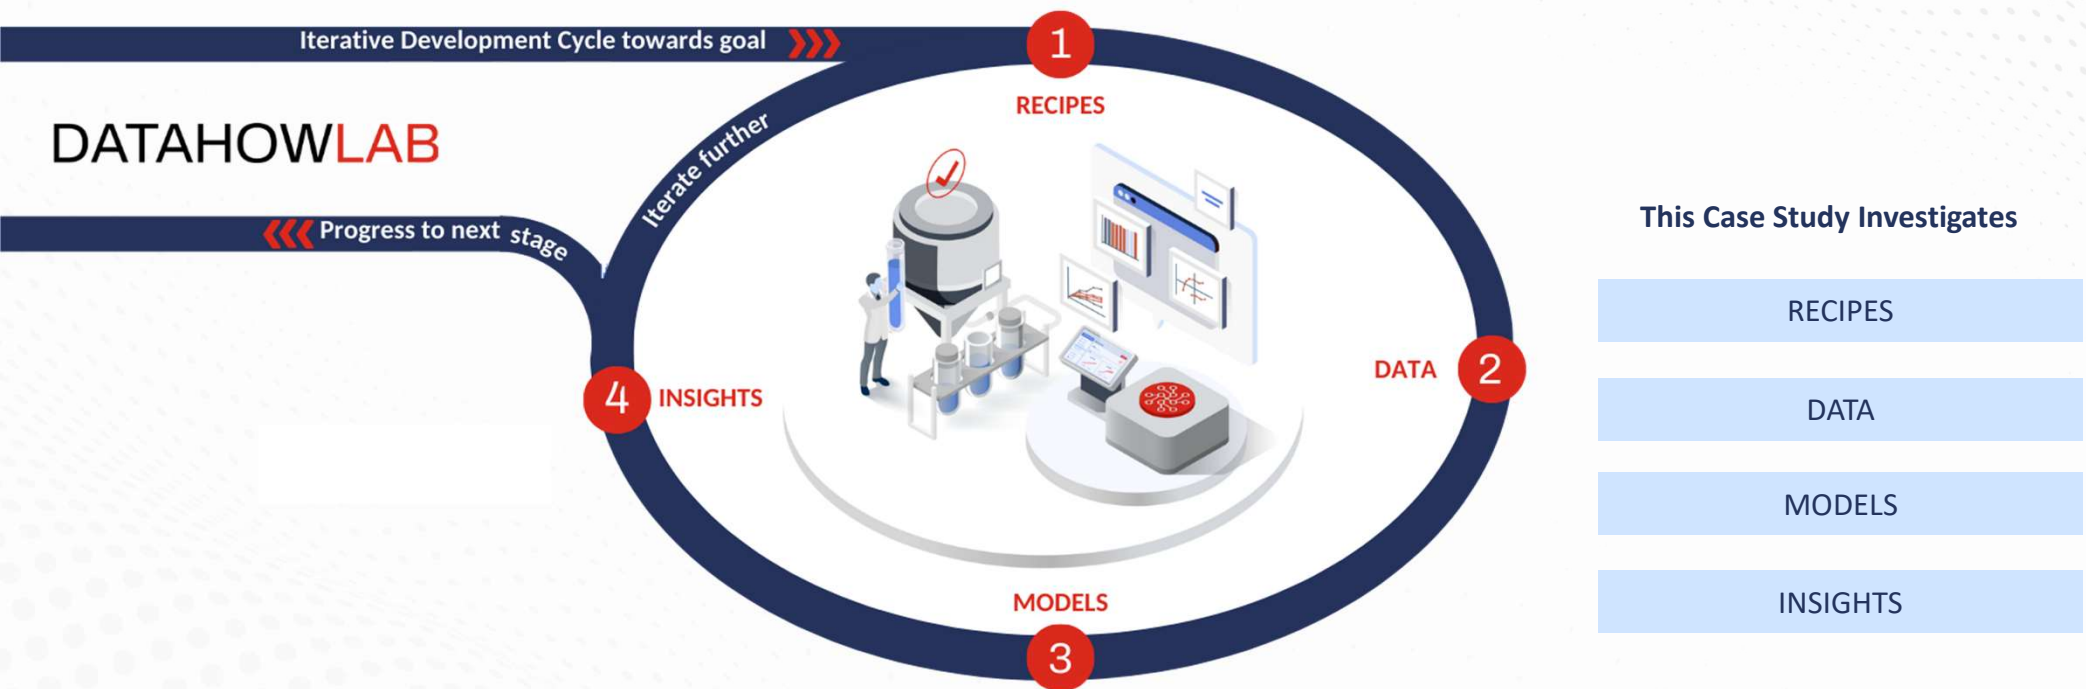 Iterative Development Cycle towards goal
1
RECIPES
DATAHOWLAB
Iterate further
Progress to next stage
DATA
2
4
INSIGHTS
MODELS
3
This Case Study Investigates
RECIPES
DATA
MODELS
INSIGHTS